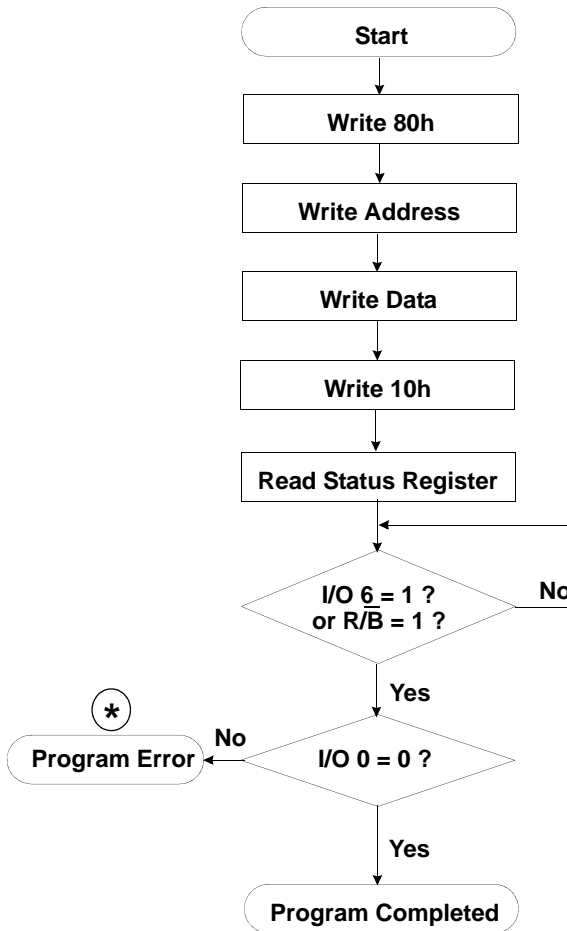 Start
Write 80h
Write Address
Write Data
Write 10h
Read Status Register
I/O 6 = 1 ?
or R/B̅ = 1 ?
No
Yes
*
Program Error
No
I/O 0 = 0 ?
Yes
Program Completed